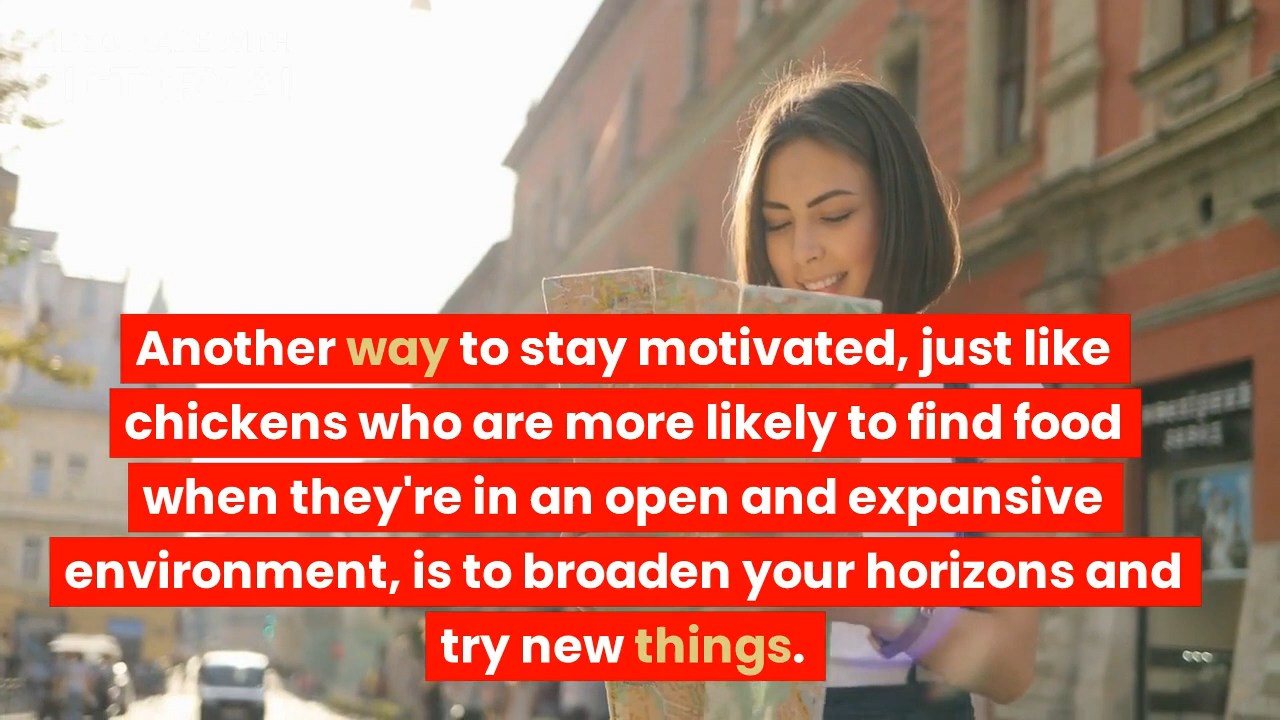 Another way to stay motivated, just like
chickens who are more likely to find food
when they're in an open and expansive
environment, is to broaden your horizons and
try new things.